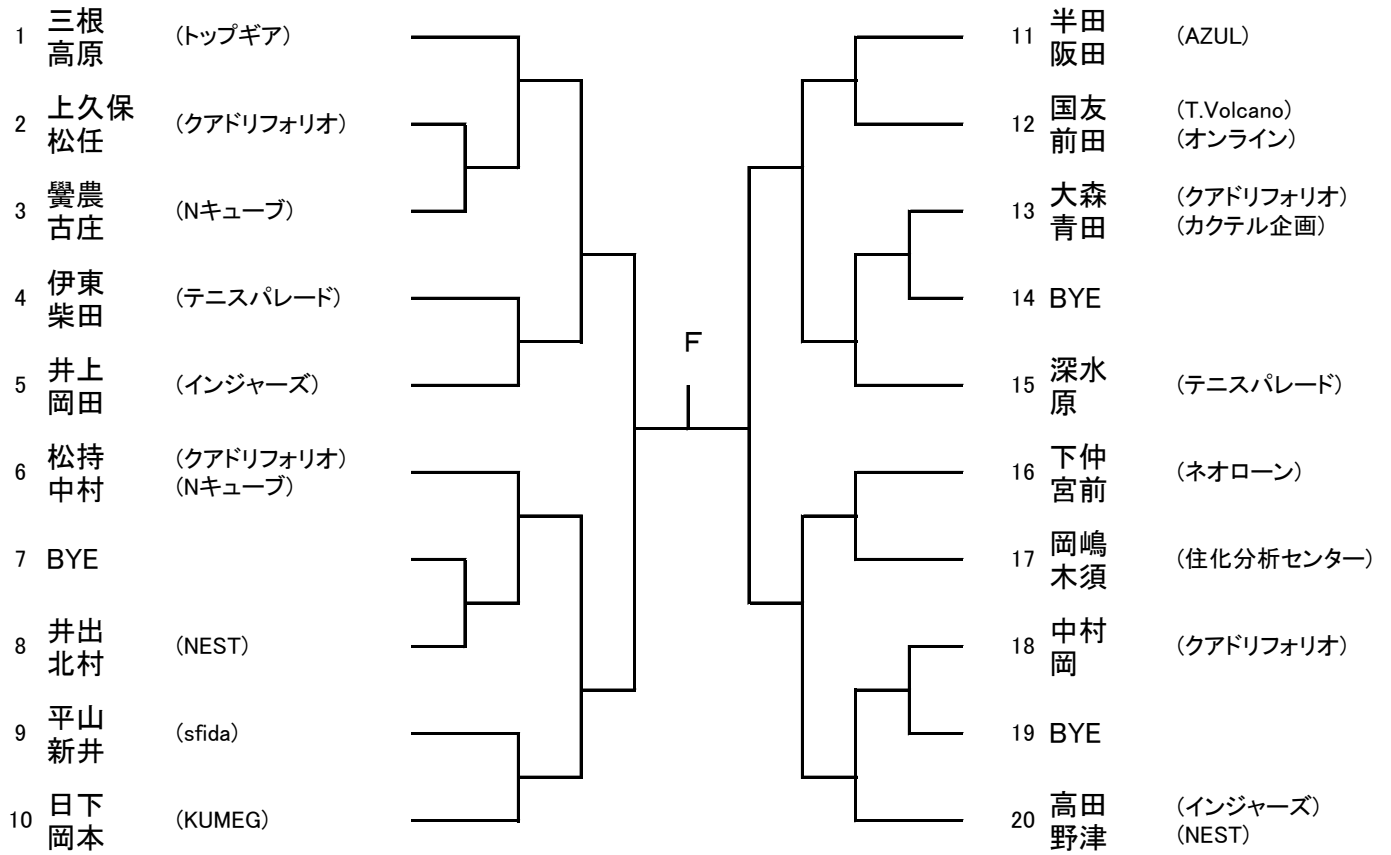 1 三根 (トップギア)
高原
2 上久保 (クアドリフォリオ)
松任
3 黌農 (Nキューブ)
古庄
4 伊東 (テニスパレード)
柴田
5 井上 (インジャーズ)
岡田
6 松持 (クアドリフォリオ)
中村 (Nキューブ)
7 BYE
8 井出 (NEST)
北村
9 平山 (sfida)
新井
10 日下 (KUMEG)
岡本
F
11 半田 (AZUL)
阪田
12 国友 (T.Volcano)
前田 (オンライン)
13 大森 (クアドリフォリオ)
青田 (カクテル企画)
14 BYE
15 深水 (テニスパレード)
原
16 下仲 (ネオローン)
宮前
17 岡嶋 (住化分析センター)
木須
18 中村 (クアドリフォリオ)
岡
19 BYE
20 高田 (インジャーズ)
野津 (NEST)